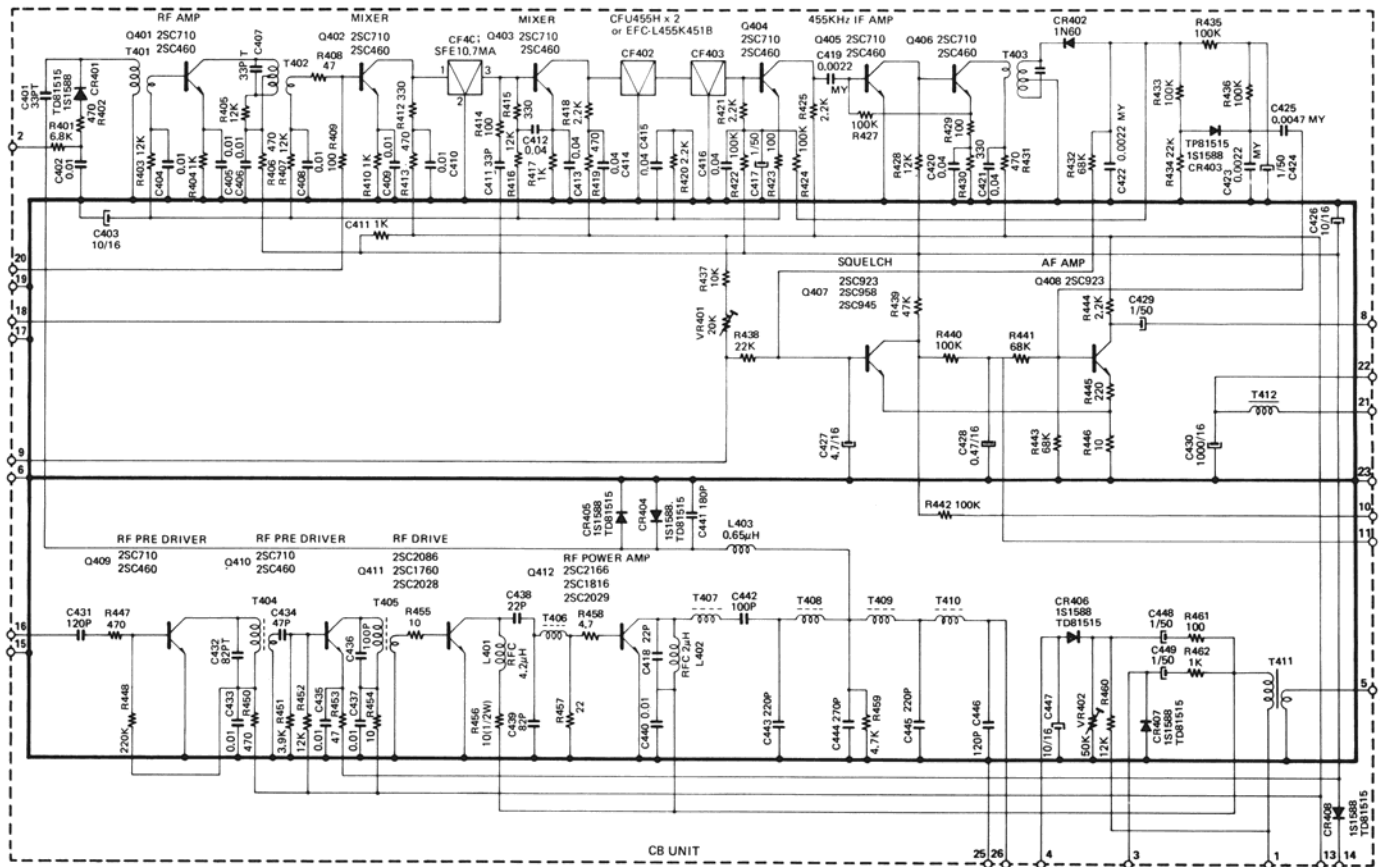 RF AMP
Q401 2SC710
2SC460
MIXER
Q402 2SC710
or 2SC460
MIXER
Q403 2SC710
2SC460
CFU455H x 2
or EFC-L455K451B
Q404
2SC710
2SC460
455KHz IF AMP
Q405 2SC710
2SC460
Q406 2SC710
2SC460
CR402
1N60
R435
100K
C401
33PT
TD81515
1S1588
CR401
470
R402
T401
33PT
C407
T402
R408
47
SFE10.7MA
1
3
2
CF402
CF403
C419
0.0022
MY
T403
R401
6.8K
C402
0.01
R403 12K
C404
0.01
R404 1K
C405 0.01
C406 0.01
R405
12K
R406 470
R407 12K
C408
0.01
100 R409
R410 1K
C409 0.01
R412 330
R413 470
0.01
C410
R414
100
C411 33P
R415
330
R416 12K
C412
0.04
R417
1K
R418
2.2K
C413 0.04
R419 470
0.04
C414
0.04 C415
R420 2.2K
C416
0.04
R421
2.2K
R422 100K
C417 1/50
R423 100
100K
R424
R425
2.2K
100K
R427
R428
12K
C420
0.04
R429
100
R430
330
C421
0.04
470
R431
R432
68K
C422 0.0022 MY
R433
100K
R434 22K
R436
100K
TP81515
1S1588
CR403
C423
0.0022
MY
C425
0.0047 MY
1/50
C424
2
C403
10/16
C411 1K
C426
10/16
20
19
18
17
R437
10K
VR401
20K
R438
22K
SQUELCH
2SC923
Q407 2SC958
2SC945
R439
47K
AF AMP
Q408 2SC923
R444
2.2K
C429
1/50
8
R440
100K
R441
68K
R445
220
22
T412
21
C427
4.7/16
C428
0.47/16
R443
68K
R446
10
C430
1000/16
9
6
23
R442 100K
10
11
CR405
1S1588
TD81515
CR404
1S1588.
TD81515
C441 180P
L403
0.65μH
RF PRE DRIVER
Q409 2SC710
2SC460
RF PRE DRIVER
Q410 2SC710
2SC460
RF DRIVE
2SC2086
Q411 2SC1760
2SC2028
RF POWER AMP
Q412 2SC2166
2SC1816
2SC2029
C431
120P
R447
470
T404
C434
47P
T405
R455
10
C438
22P
T406
R458
4.7
T407
C442
100P
T408
T409
T410
CR406
1S1588
TD81515
C448
1/50
R461
100
C449
1/50
R462
1K
T411
16
15
C432
82PT
C436
100P
L401
RFC
4.2μH
C418 22P
RFC 2μH
L402
5
R448
220K
C433
0.01
R450
470
R451
3.9K
R452
12K
C435
0.01
R453
47
C437
0.01
R454
10
R456
10(1/2W)
C439
82P
R457
22
C440 0.01
C443 220P
C444 270P
R459
4.7K
C445 220P
C446
120P
C447
10/16
VR402
50K
R460
12K
CR407
1S1588
TD81515
CR408
1S1588
TD81515
CB UNIT
25
26
4
3
1
13
14